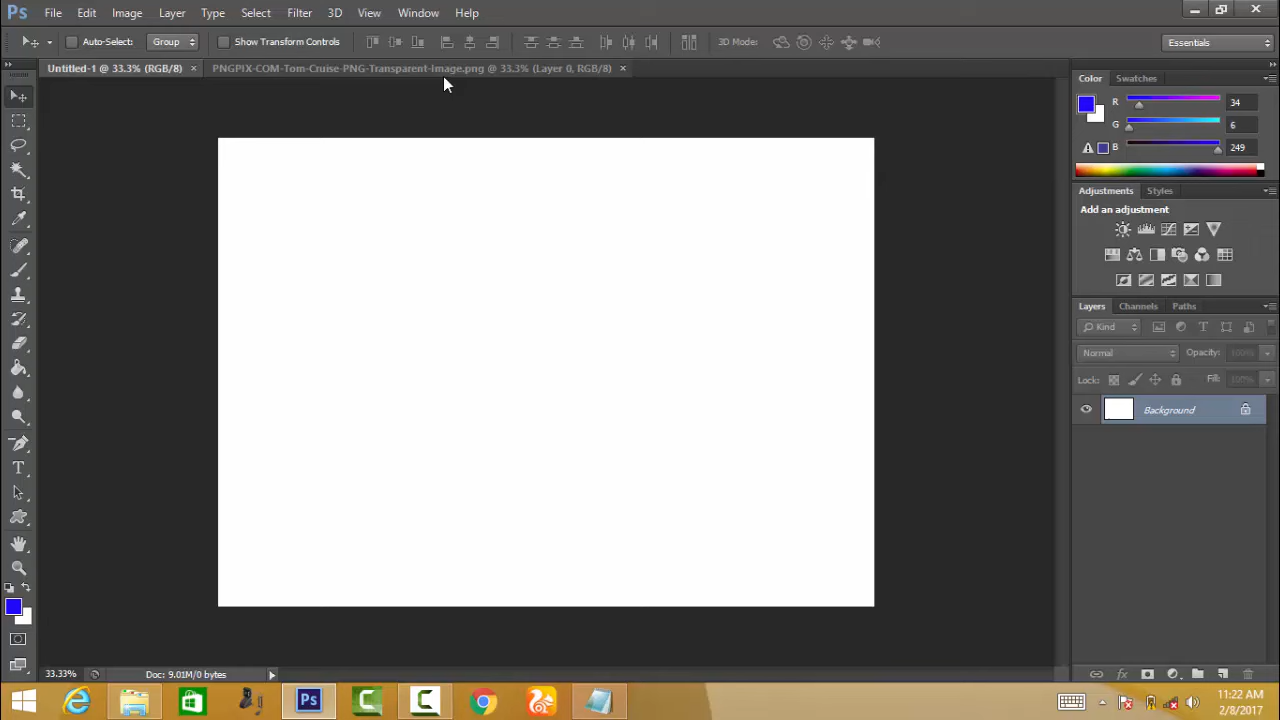 Ps File Edit Image Layer Type Select Filter 3D View Window Help
Auto-Select: Group Show Transform Controls 3D Mode: Essentials
Untitled-1 @ 33.3% (RGB/8) × PNGPIX-COM-Tom-Cruise-PNG-Transparent-Image.png @ 33.3% (Layer 0, RGB/8) ×
Color Swatches
R 34
G 6
B 249
Adjustments Styles
Add an adjustment
Layers Channels Paths
Kind
Normal Opacity: 100%
Lock: Fill: 100%
Background
33.33% Doc: 9.01M/0 bytes
Ps
11:22 AM
2/8/2017